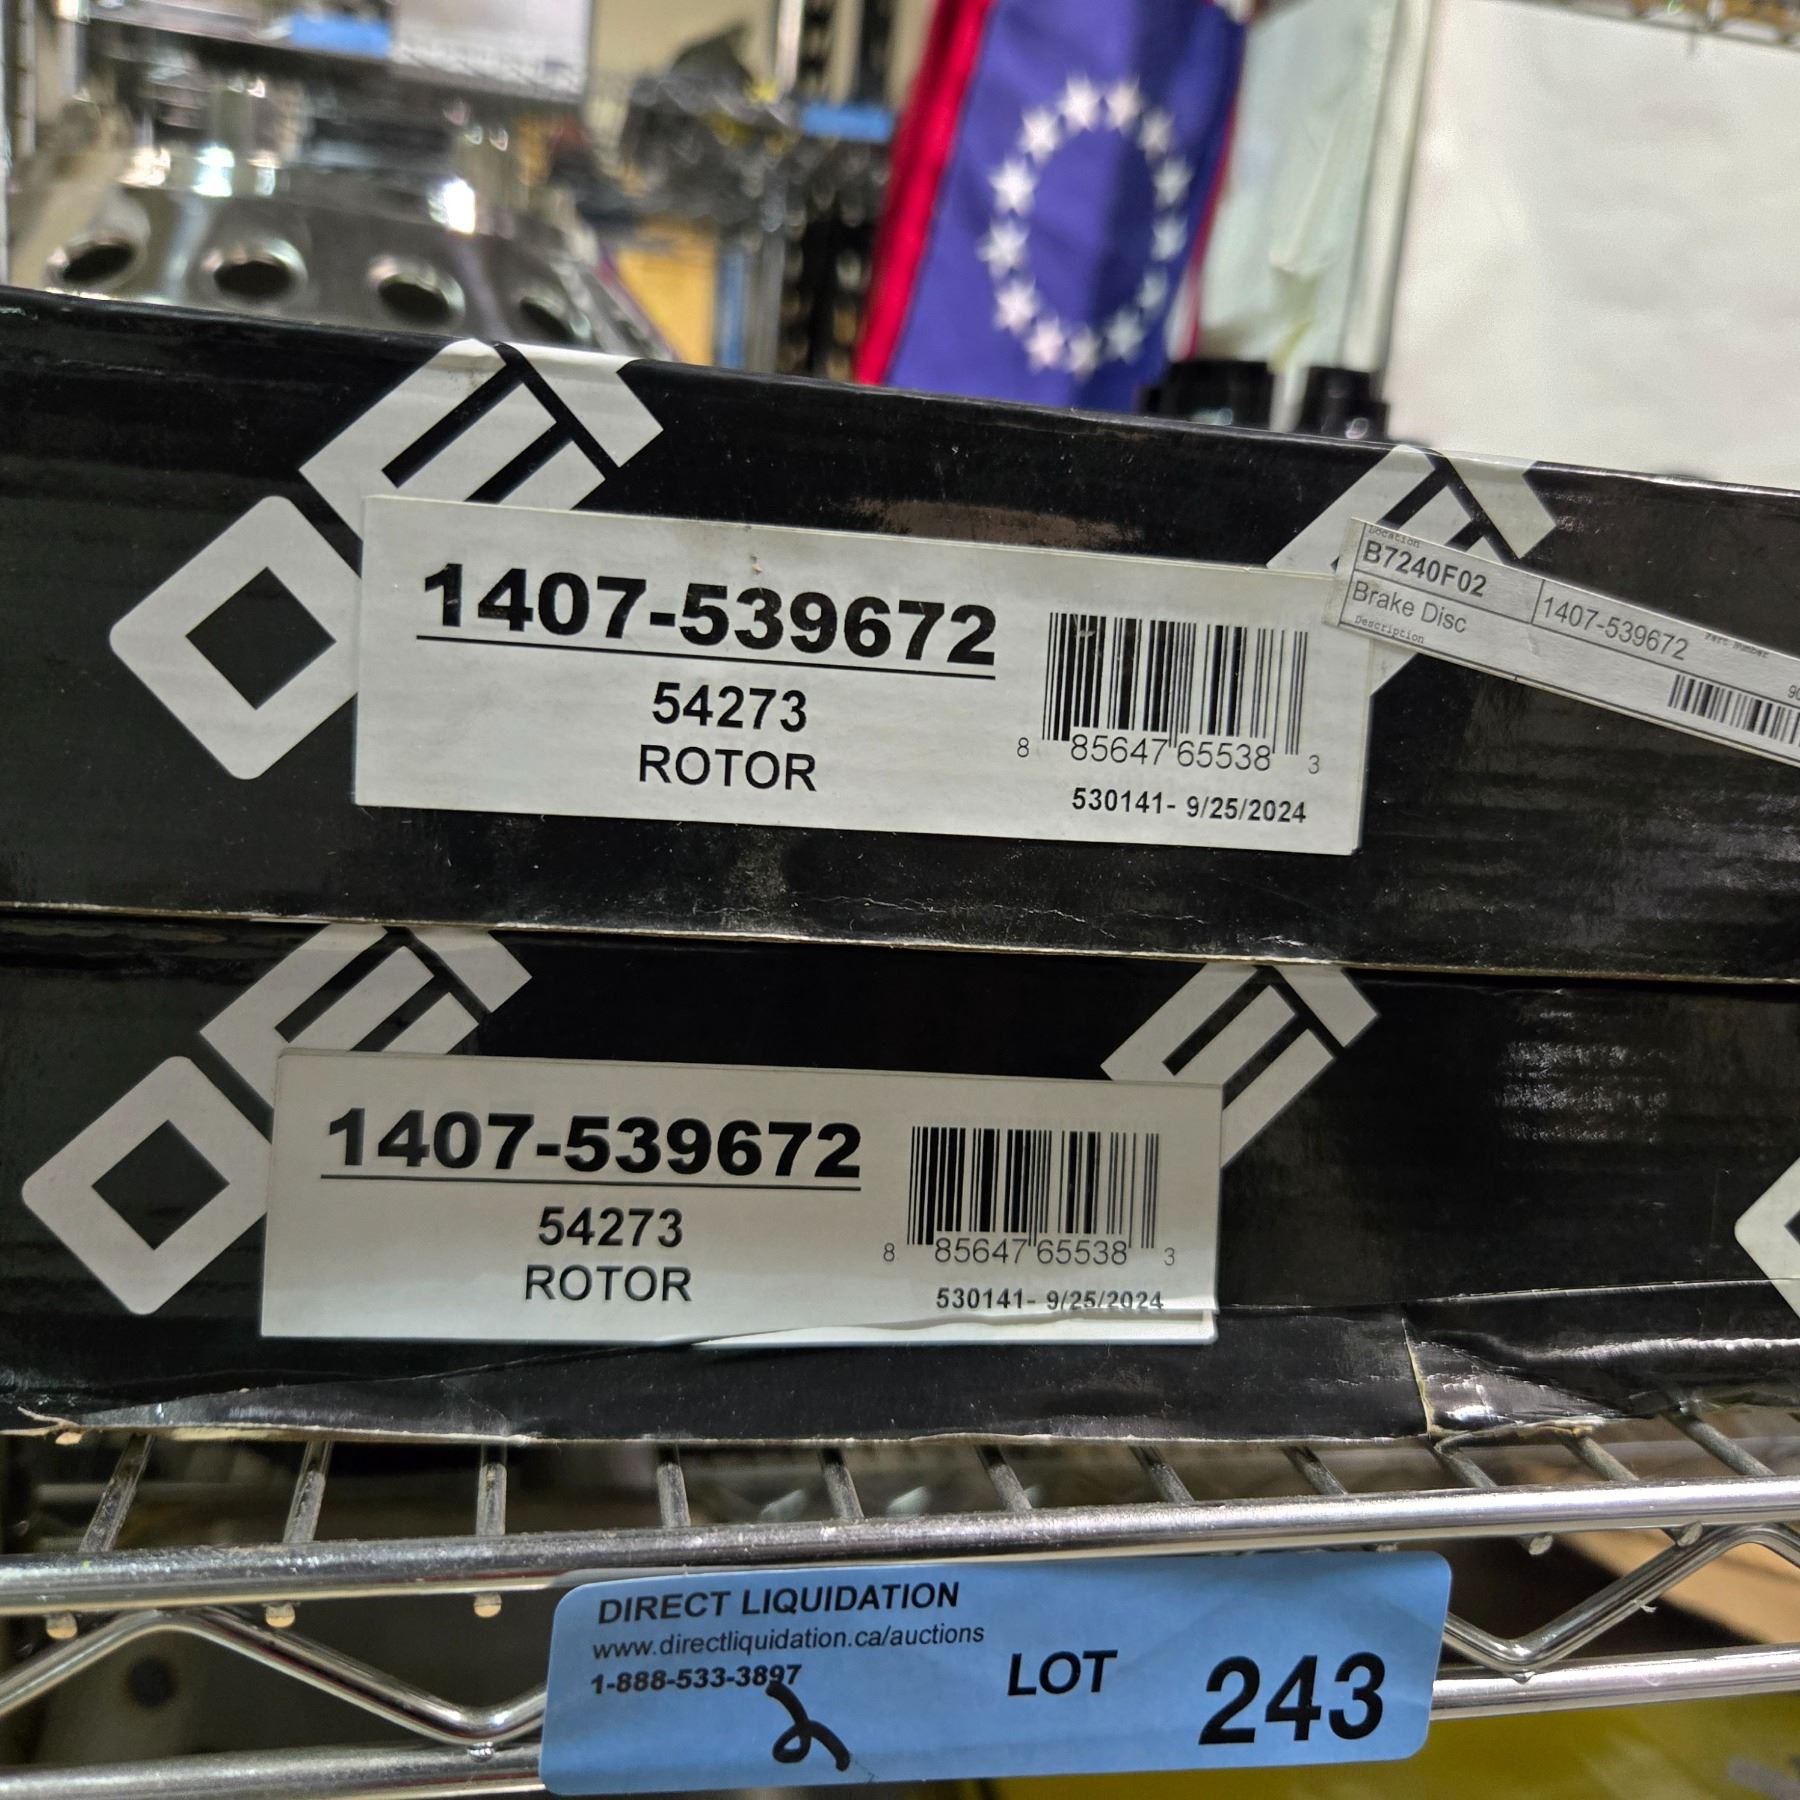 1407-539672
54273
ROTOR
8 85647 65538 3
530141- 9/25/2024
Location
B7240F02
Brake Disc
Description
1407-539672
Part Number
90
1407-539672
54273
ROTOR
8 85647 65538 3
530141- 9/25/2024
DIRECT LIQUIDATION
www.directliquidation.ca/auctions
1-888-533-3897
LOT 243
2